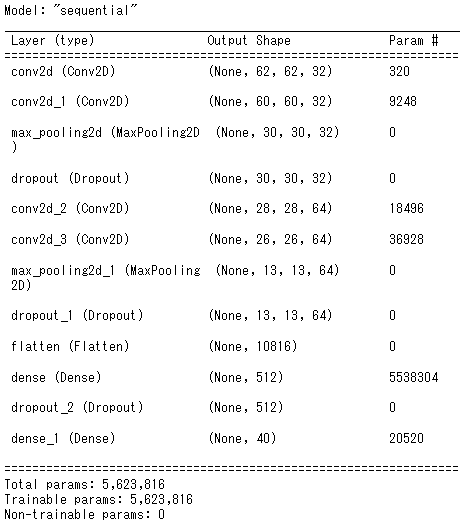 Model: "sequential"
Layer (type) Output Shape Param #
=================================================================
conv2d (Conv2D) (None, 62, 62, 32) 320
conv2d_1 (Conv2D) (None, 60, 60, 32) 9248
max_pooling2d (MaxPooling2D (None, 30, 30, 32) 0
)
dropout (Dropout) (None, 30, 30, 32) 0
conv2d_2 (Conv2D) (None, 28, 28, 64) 18496
conv2d_3 (Conv2D) (None, 26, 26, 64) 36928
max_pooling2d_1 (MaxPooling (None, 13, 13, 64) 0
2D)
dropout_1 (Dropout) (None, 13, 13, 64) 0
flatten (Flatten) (None, 10816) 0
dense (Dense) (None, 512) 5538304
dropout_2 (Dropout) (None, 512) 0
dense_1 (Dense) (None, 40) 20520
=================================================================
Total params: 5,623,816
Trainable params: 5,623,816
Non-trainable params: 0